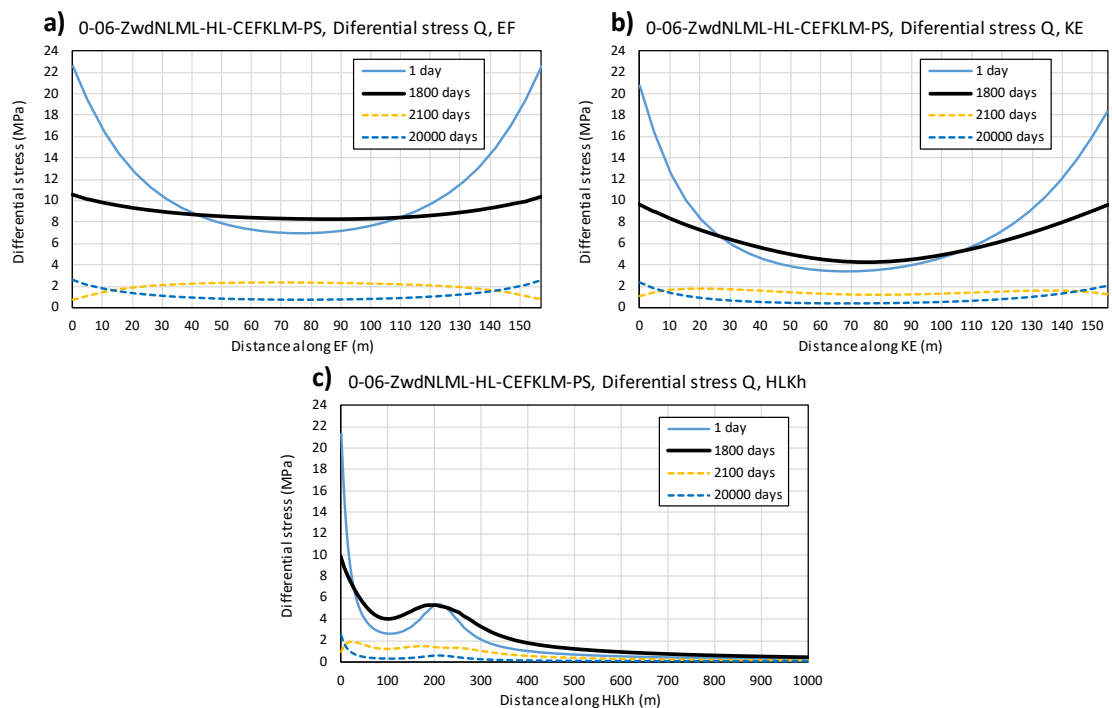 a) 0-06-ZwdNLML-HL-CEFKLM-PS, Diferential stress Q, EF
24
22
20
18
16
14
12
10
8
6
4
2
0
Differential stress (MPa)
1 day
1800 days
2100 days
20000 days
0 10 20 30 40 50 60 70 80 90 100 110 120 130 140 150
Distance along EF (m)
b) 0-06-ZwdNLML-HL-CEFKLM-PS, Diferential stress Q, KE
24
22
20
18
16
14
12
10
8
6
4
2
0
Differential stress (MPa)
1 day
1800 days
2100 days
20000 days
0 10 20 30 40 50 60 70 80 90 100 110 120 130 140 150
Distance along KE (m)
c) 0-06-ZwdNLML-HL-CEFKLM-PS, Diferential stress Q, HLKh
24
22
20
18
16
14
12
10
8
6
4
2
0
Differential stress (MPa)
1 day
1800 days
2100 days
20000 days
0 100 200 300 400 500 600 700 800 900 1000
Distance along HLKh (m)